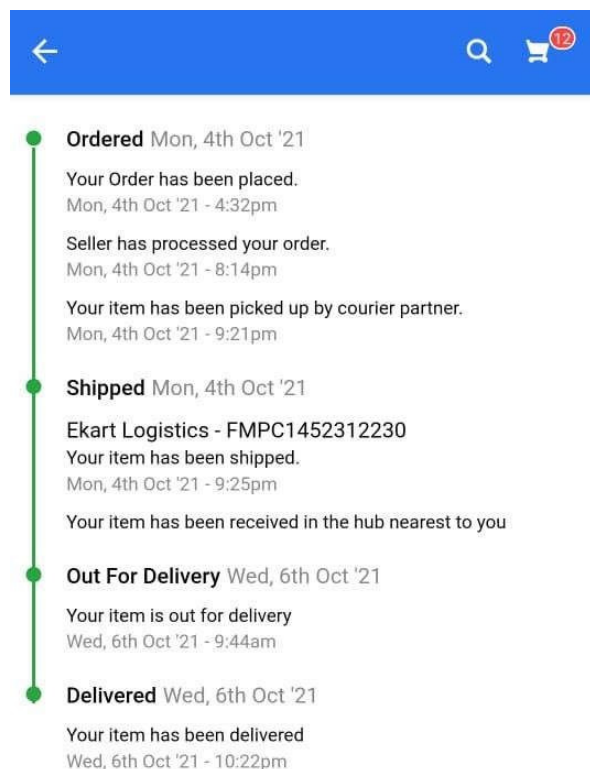 12
Ordered Mon, 4th Oct '21
Your Order has been placed.
Mon, 4th Oct '21 - 4:32pm
Seller has processed your order.
Mon, 4th Oct '21 - 8:14pm
Your item has been picked up by courier partner.
Mon, 4th Oct '21 - 9:21pm
Shipped Mon, 4th Oct '21
Ekart Logistics - FMPC1452312230
Your item has been shipped.
Mon, 4th Oct '21 - 9:25pm
Your item has been received in the hub nearest to you
Out For Delivery Wed, 6th Oct '21
Your item is out for delivery
Wed, 6th Oct '21 - 9:44am
Delivered Wed, 6th Oct '21
Your item has been delivered
Wed, 6th Oct '21 - 10:22pm